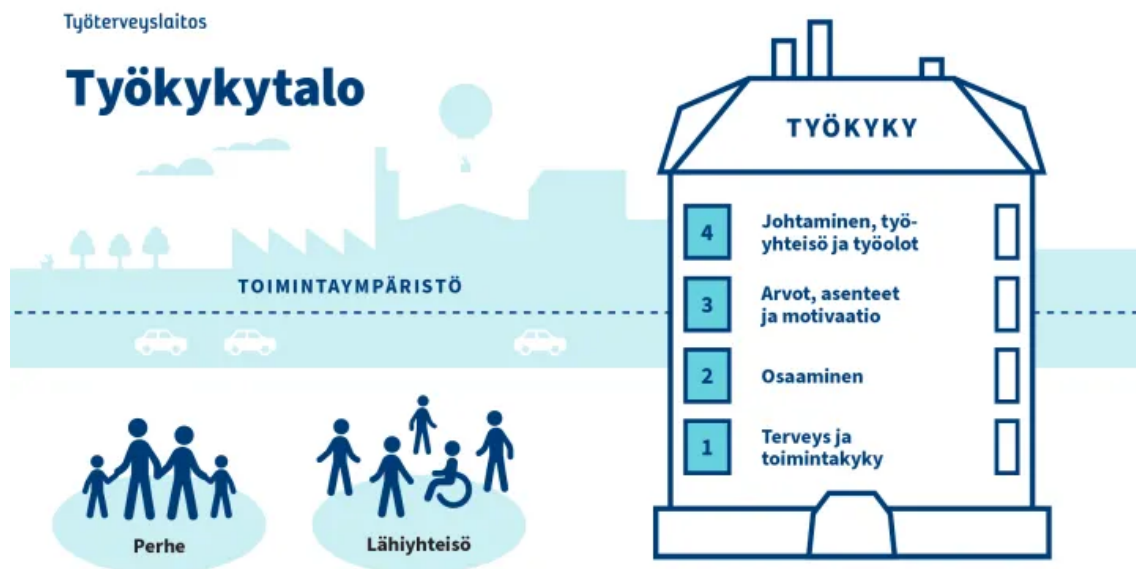 Työterveyslaitos
Työkykytalo
TYÖKYKY
4
Johtaminen, työ-
yhteisö ja työolot
3
Arvot, asenteet
ja motivaatio
2
Osaaminen
1
Terveys ja
toimintakyky
TOIMINTAYMPÄRISTÖ
Perhe
Lähiyhteisö